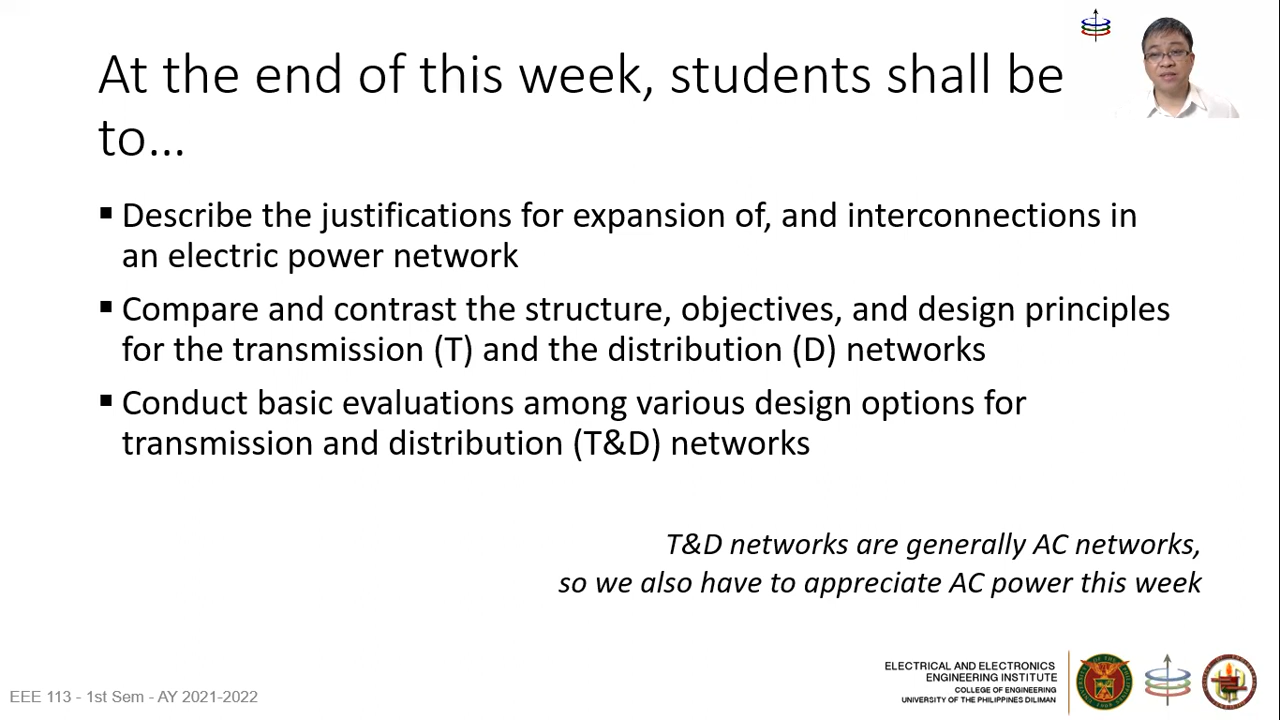 At the end of this week, students shall be
to…
Describe the justifications for expansion of, and interconnections in
an electric power network
Compare and contrast the structure, objectives, and design principles
for the transmission (T) and the distribution (D) networks
Conduct basic evaluations among various design options for
transmission and distribution (T&D) networks
T&D networks are generally AC networks,
so we also have to appreciate AC power this week
ELECTRICAL AND ELECTRONICS
ENGINEERING INSTITUTE
COLLEGE OF ENGINEERING
UNIVERSITY OF THE PHILIPPINES DILIMAN
EEE 113 - 1st Sem - AY 2021-2022